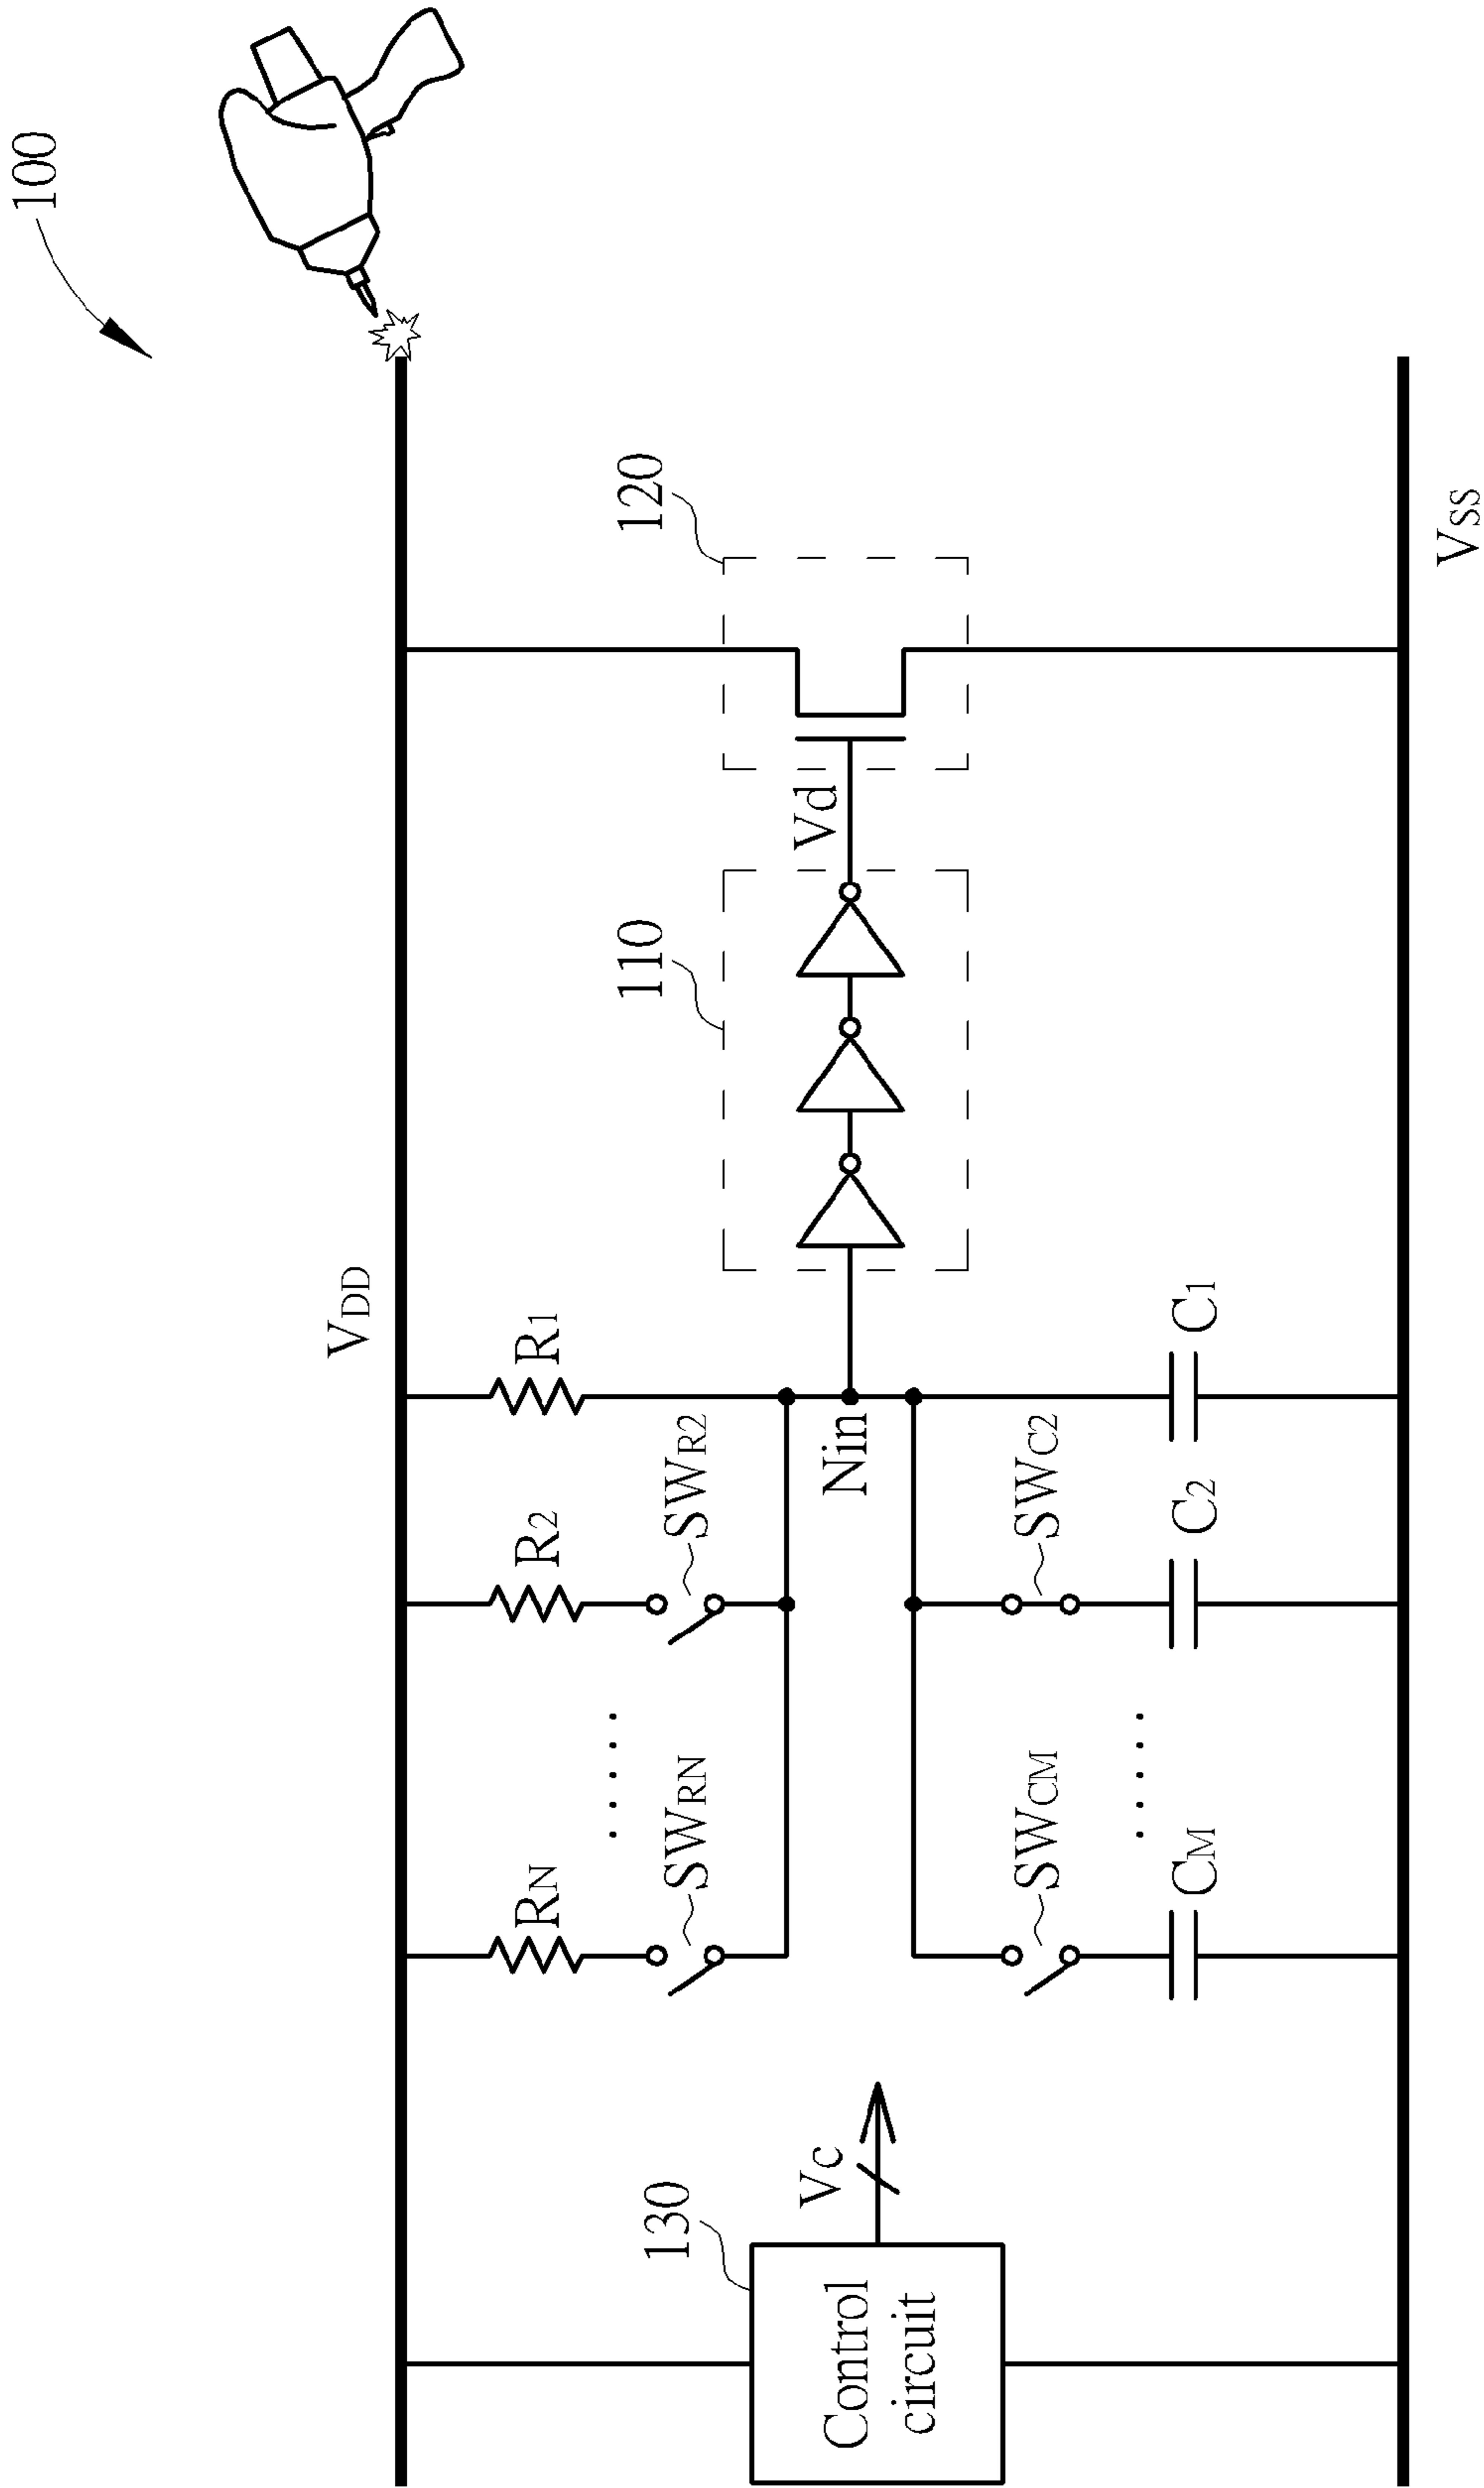 100
VDD
RN
R2
R1
SWRN
SWR2
110
120
130
Vc
Nin
Vd
Control
circuit
SWCM
SWC2
CM
C2
C1
VSS